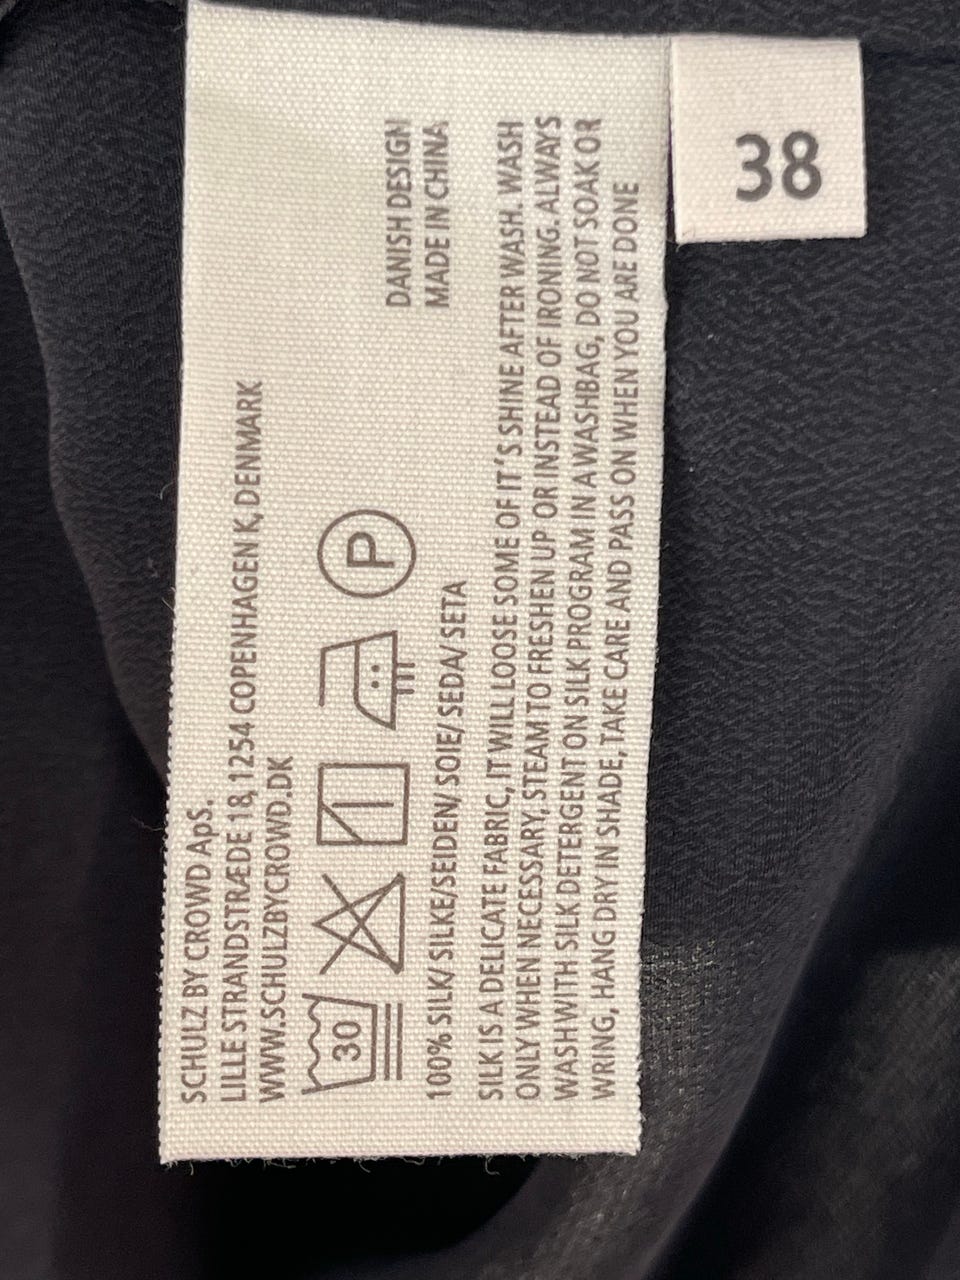 SCHULZ BY CROWD ApS.
LILLE STRANDSTRÆDE 18, 1254 COPENHAGEN K, DENMARK
WWW.SCHULZBYCROWD.DK
30
P
DANISH DESIGN
MADE IN CHINA
100% SILK/ SILKE/SEIDEN/ SOIE/ SEDA/ SETA
SILK IS A DELICATE FABRIC, IT WILL LOOSE SOME OF IT'S SHINE AFTER WASH. WASH
ONLY WHEN NECESSARY, STEAM TO FRESHEN UP OR INSTEAD OF IRONING. ALWAYS
WASH WITH SILK DETERGENT ON SILK PROGRAM IN A WASHBAG, DO NOT SOAK OR
WRING, HANG DRY IN SHADE, TAKE CARE AND PASS ON WHEN YOU ARE DONE
38